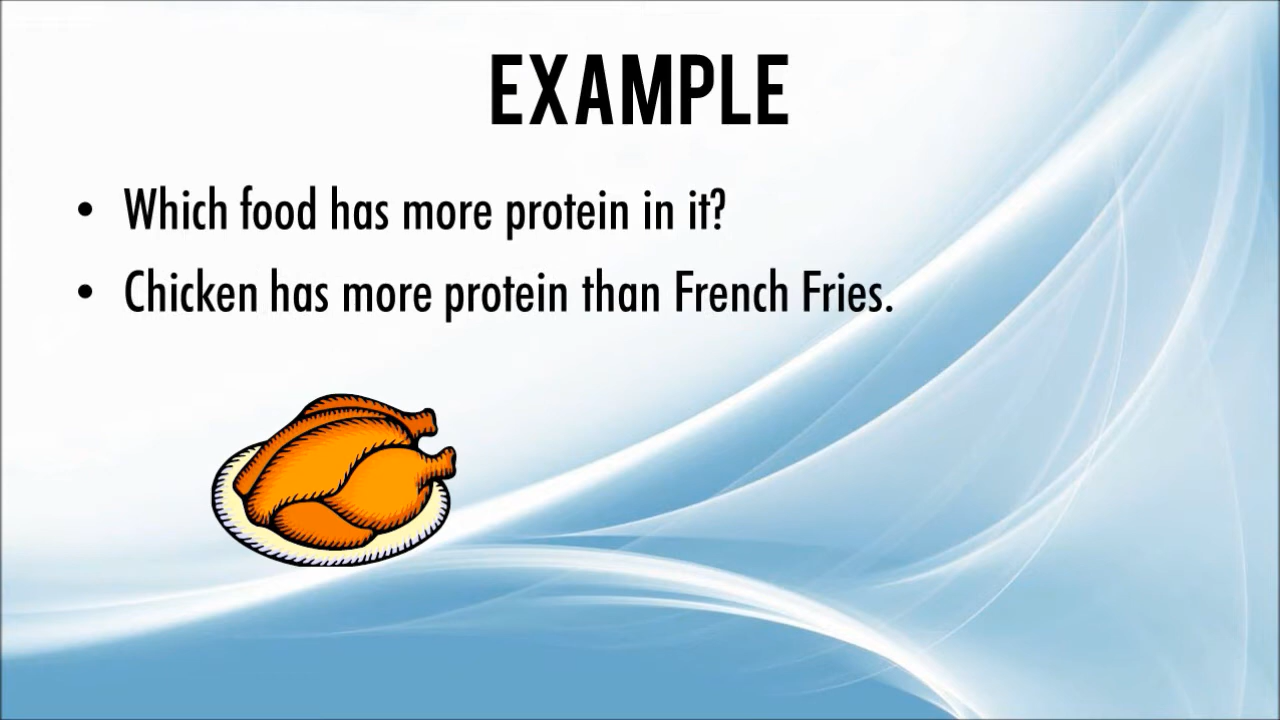 EXAMPLE
• Which food has more protein in it?
• Chicken has more protein than French Fries.